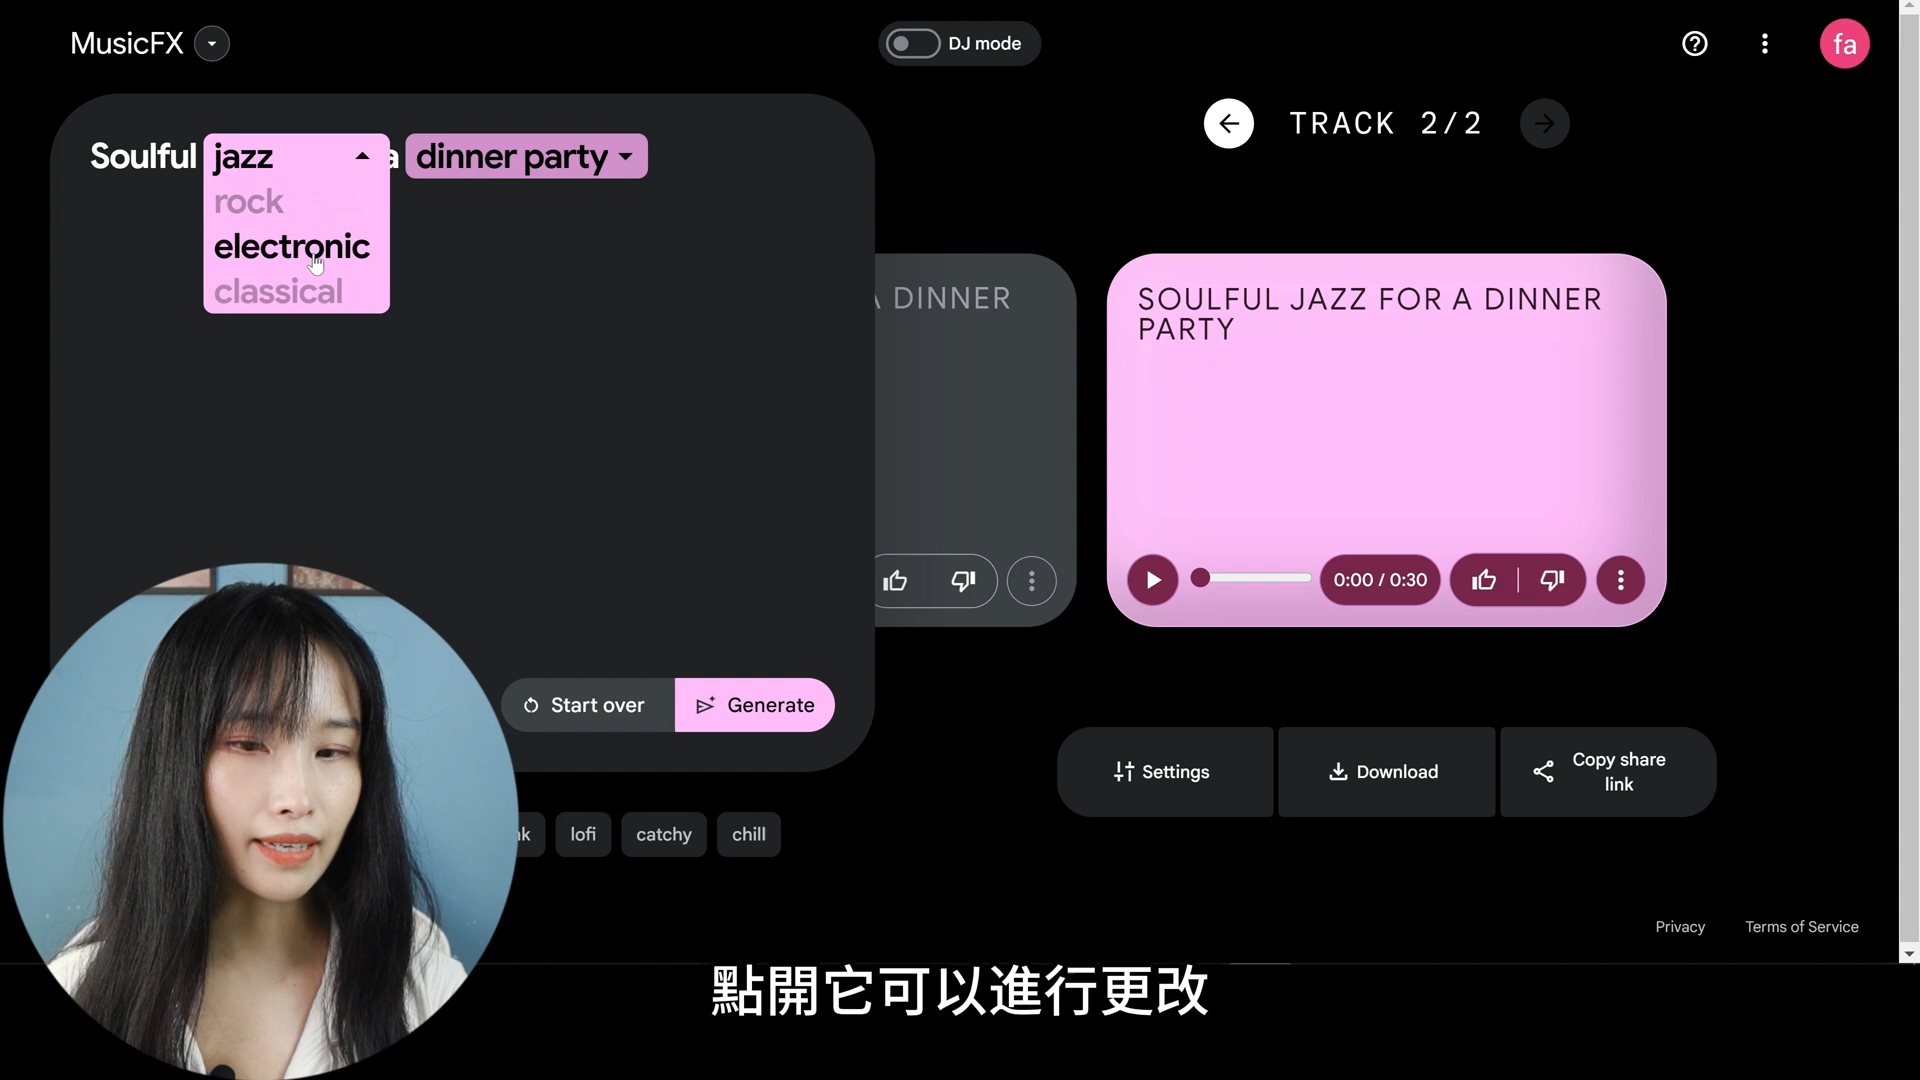 MusicFX
DJ mode
fa
Soulful jazz a dinner party
rock
electronic
classical
TRACK 2/2
A DINNER
SOULFUL JAZZ FOR A DINNER
PARTY
0:00 / 0:30
Start over
Generate
Settings
Download
Copy share
link
lofi
catchy
chill
Privacy
Terms of Service
點開它可以進行更改